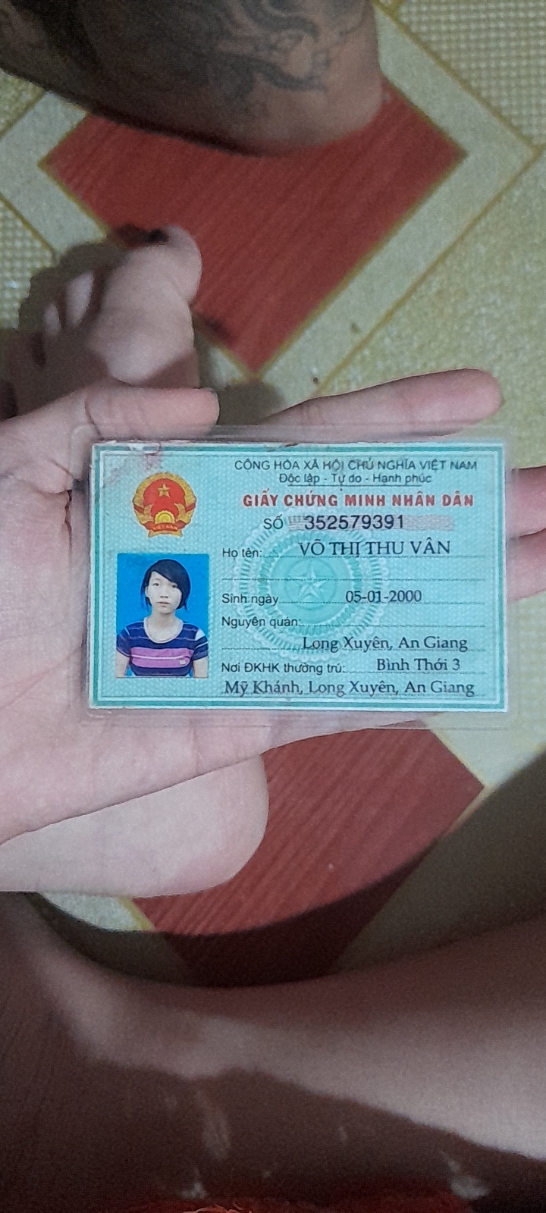 CỘNG HÒA XÃ HỘI CHỦ NGHĨA VIỆT NAM
Độc lập - Tự do - Hạnh phúc
GIẤY CHỨNG MINH NHÂN DÂN
SỐ 352579391
Họ tên: VÕ THỊ THU VÂN
Sinh ngày 05-01-2000
Nguyên quán:
Long Xuyên, An Giang
Nơi ĐKHK thường trú: Bình Thới 3
Mỹ Khánh, Long Xuyên, An Giang